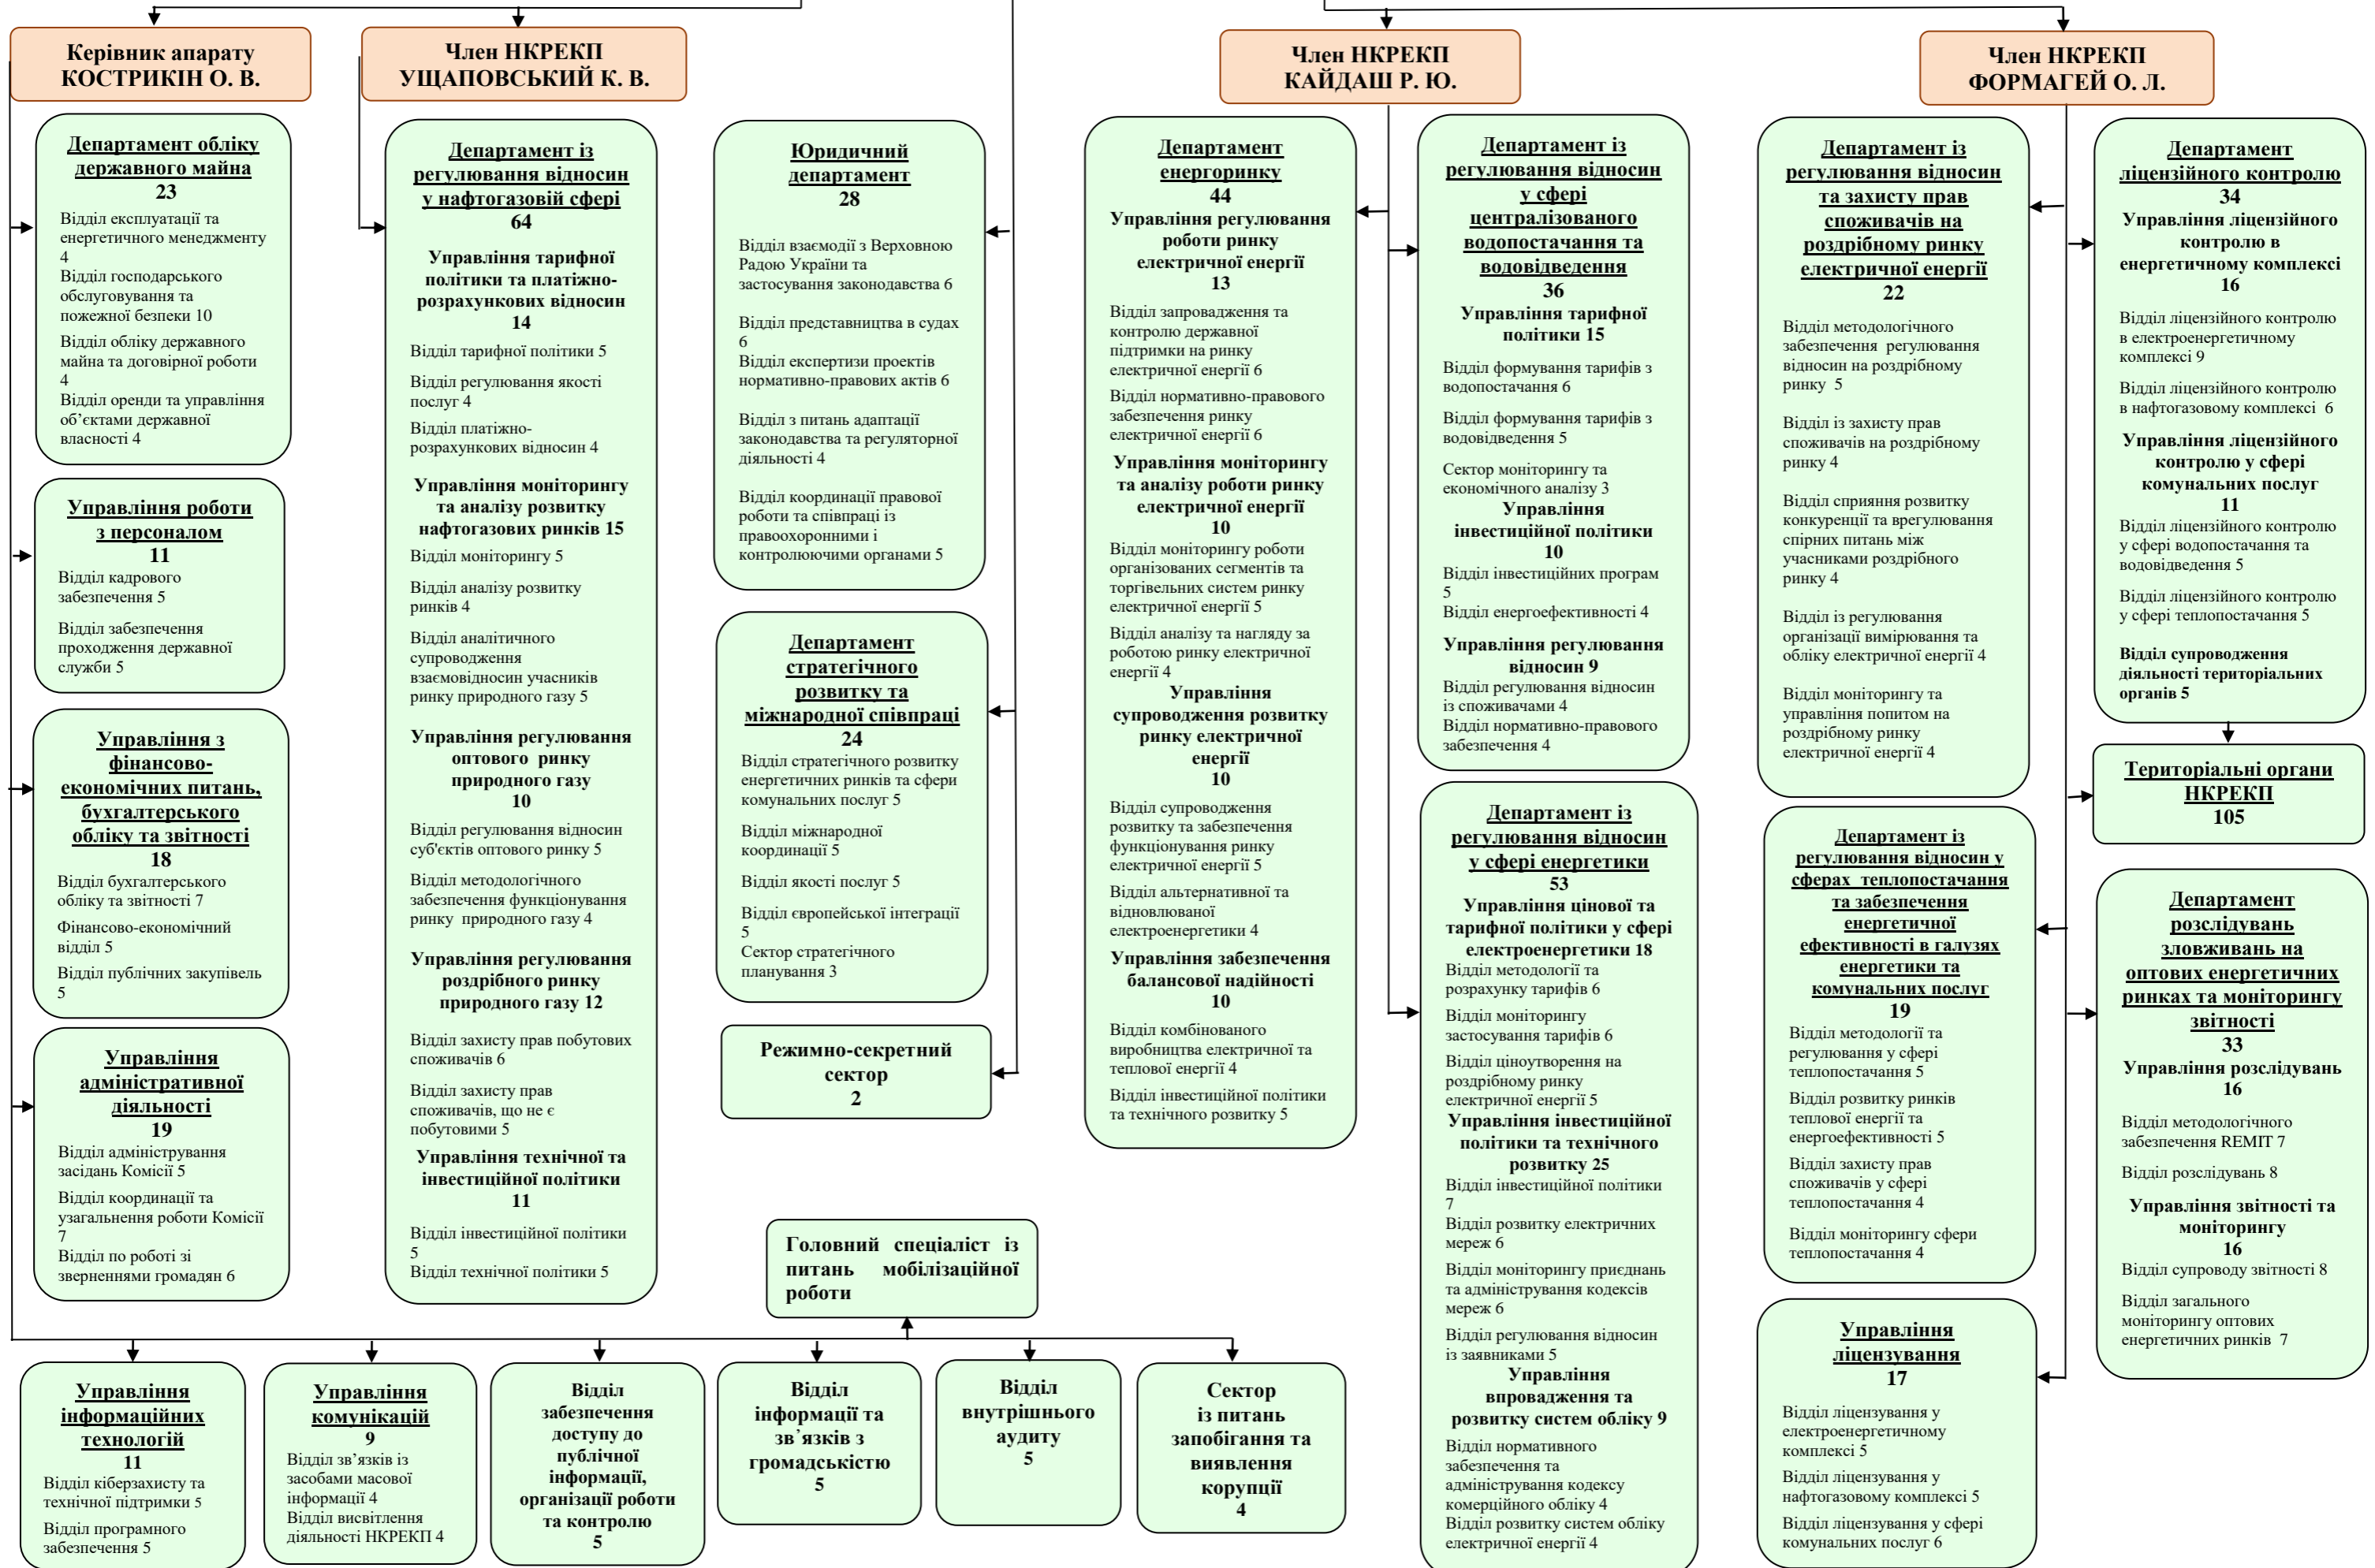 Керівник апарату
КОСТРИКІН О. В.
Член НКРЕКП
УЩАПОВСЬКИЙ К. В.
Член НКРЕКП
КАЙДАШ Р. Ю.
Член НКРЕКП
ФОРМАГЕЙ О. Л.
Департамент обліку
державного майна
23
Відділ експлуатації та
енергетичного менеджменту
4
Відділ господарського
обслуговування та
пожежної безпеки 10
Відділ обліку державного
майна та договірної роботи
4
Відділ оренди та управління
об’єктами державної
власності 4
Управління роботи
з персоналом
11
Відділ кадрового
забезпечення 5
Відділ забезпечення
проходження державної
служби 5
Управління з
фінансово-
економічних питань,
бухгалтерського
обліку та звітності
18
Відділ бухгалтерського
обліку та звітності 7
Фінансово-економічний
відділ 5
Відділ публічних закупівель
5
Управління
адміністративної
діяльності
19
Відділ адміністрування
засідань Комісії 5
Відділ координації та
узагальнення роботи Комісії
7
Відділ по роботі зі
зверненнями громадян 6
Департамент із
регулювання відносин
у нафтогазовій сфері
64
Управління тарифної
політики та платіжно-
розрахункових відносин
14
Відділ тарифної політики 5
Відділ регулювання якості
послуг 4
Відділ платіжно-
розрахункових відносин 4
Управління моніторингу
та аналізу розвитку
нафтогазових ринків 15
Відділ моніторингу 5
Відділ аналізу розвитку
ринків 4
Відділ аналітичного
супроводження
взаємовідносин учасників
ринку природного газу 5
Управління регулювання
оптового ринку
природного газу
10
Відділ регулювання відносин
суб'єктів оптового ринку 5
Відділ методологічного
забезпечення функціонування
ринку природного газу 4
Управління регулювання
роздрібного ринку
природного газу 12
Відділ захисту прав побутових
споживачів 6
Відділ захисту прав
споживачів, що не є
побутовими 5
Управління технічної та
інвестиційної політики
11
Відділ інвестиційної політики
5
Відділ технічної політики 5
Юридичний
департамент
28
Відділ взаємодії з Верховною
Радою України та
застосування законодавства 6
Відділ представництва в судах
6
Відділ експертизи проектів
нормативно-правових актів 6
Відділ з питань адаптації
законодавства та регуляторної
діяльності 4
Відділ координації правової
роботи та співпраці із
правоохоронними і
контролюючими органами 5
Департамент
стратегічного
розвитку та
міжнародної співпраці
24
Відділ стратегічного розвитку
енергетичних ринків та сфери
комунальних послуг 5
Відділ міжнародної
координації 5
Відділ якості послуг 5
Відділ європейської інтеграції
5
Сектор стратегічного
планування 3
Режимно-секретний
сектор
2
Департамент
енергоринку
44
Управління регулювання
роботи ринку
електричної енергії
13
Відділ запровадження та
контролю державної
підтримки на ринку
електричної енергії 6
Відділ нормативно-правового
забезпечення ринку
електричної енергії 6
Управління моніторингу
та аналізу роботи ринку
електричної енергії
10
Відділ моніторингу роботи
організованих сегментів та
торгівельних систем ринку
електричної енергії 5
Відділ аналізу та нагляду за
роботою ринку електричної
енергії 4
Управління
супроводження розвитку
ринку електричної
енергії
10
Відділ супроводження
розвитку та забезпечення
функціонування ринку
електричної енергії 5
Відділ альтернативної та
відновлюваної
електроенергетики 4
Управління забезпечення
балансової надійності
10
Відділ комбінованого
виробництва електричної та
теплової енергії 4
Відділ інвестиційної політики
та технічного розвитку 5
Департамент із
регулювання відносин
у сфері
централізованого
водопостачання та
водовідведення
36
Управління тарифної
політики 15
Відділ формування тарифів з
водопостачання 6
Відділ формування тарифів з
водовідведення 5
Сектор моніторингу та
економічного аналізу 3
Управління
інвестиційної політики
10
Відділ інвестиційних програм
5
Відділ енергоефективності 4
Управління регулювання
відносин 9
Відділ регулювання відносин
із споживачами 4
Відділ нормативно-правового
забезпечення 4
Департамент із
регулювання відносин
у сфері енергетики
53
Управління цінової та
тарифної політики у сфері
електроенергетики 18
Відділ методології та
розрахунку тарифів 6
Відділ моніторингу
застосування тарифів 6
Відділ ціноутворення на
роздрібному ринку
електричної енергії 5
Управління інвестиційної
політики та технічного
розвитку 25
Відділ інвестиційної політики
7
Відділ розвитку електричних
мереж 6
Відділ моніторингу приєднань
та адміністрування кодексів
мереж 6
Відділ регулювання відносин
із заявниками 5
Управління
впровадження та
розвитку систем обліку 9
Відділ нормативного
забезпечення та
адміністрування кодексу
комерційного обліку 4
Відділ розвитку систем обліку
електричної енергії 4
Департамент із
регулювання відносин
та захисту прав
споживачів на
роздрібному ринку
електричної енергії
22
Відділ методологічного
забезпечення регулювання
відносин на роздрібному
ринку 5
Відділ із захисту прав
споживачів на роздрібному
ринку 4
Відділ сприяння розвитку
конкуренції та врегулювання
спірних питань між
учасниками роздрібного
ринку 4
Відділ із регулювання
організації вимірювання та
обліку електричної енергії 4
Відділ моніторингу та
управління попитом на
роздрібному ринку
електричної енергії 4
Департамент із
регулювання відносин у
сферах теплопостачання
та забезпечення
енергетичної
ефективності в галузях
енергетики та
комунальних послуг
19
Відділ методології та
регулювання у сфері
теплопостачання 5
Відділ розвитку ринків
теплової енергії та
енергоефективності 5
Відділ захисту прав
споживачів у сфері
теплопостачання 4
Відділ моніторингу сфери
теплопостачання 4
Управління
ліцензування
17
Відділ ліцензування у
електроенергетичному
комплексі 5
Відділ ліцензування у
нафтогазовому комплексі 5
Відділ ліцензування у сфері
комунальних послуг 6
Департамент
ліцензійного контролю
34
Управління ліцензійного
контролю в
енергетичному комплексі
16
Відділ ліцензійного контролю
в електроенергетичному
комплексі 9
Відділ ліцензійного контролю
в нафтогазовому комплексі 6
Управління ліцензійного
контролю у сфері
комунальних послуг
11
Відділ ліцензійного контролю
у сфері водопостачання та
водовідведення 5
Відділ ліцензійного контролю
у сфері теплопостачання 5
Відділ супроводження
діяльності територіальних
органів 5
Територіальні органи
НКРЕКП
105
Департамент
розслідувань
зловживань на
оптових енергетичних
ринках та моніторингу
звітності
33
Управління розслідувань
16
Відділ методологічного
забезпечення REMIT 7
Відділ розслідувань 8
Управління звітності та
моніторингу
16
Відділ супроводу звітності 8
Відділ загального
моніторингу оптових
енергетичних ринків 7
Головний спеціаліст із
питань мобілізаційної
роботи
Управління
інформаційних
технологій
11
Відділ кіберзахисту та
технічної підтримки 5
Відділ програмного
забезпечення 5
Управління
комунікацій
9
Відділ зв’язків із
засобами масової
інформації 4
Відділ висвітлення
діяльності НКРЕКП 4
Відділ
забезпечення
доступу до
публічної
інформації,
організації роботи
та контролю
5
Відділ
інформації та
зв’язків з
громадськістю
5
Відділ
внутрішнього
аудиту
5
Сектор
із питань
запобігання та
виявлення
корупції
4